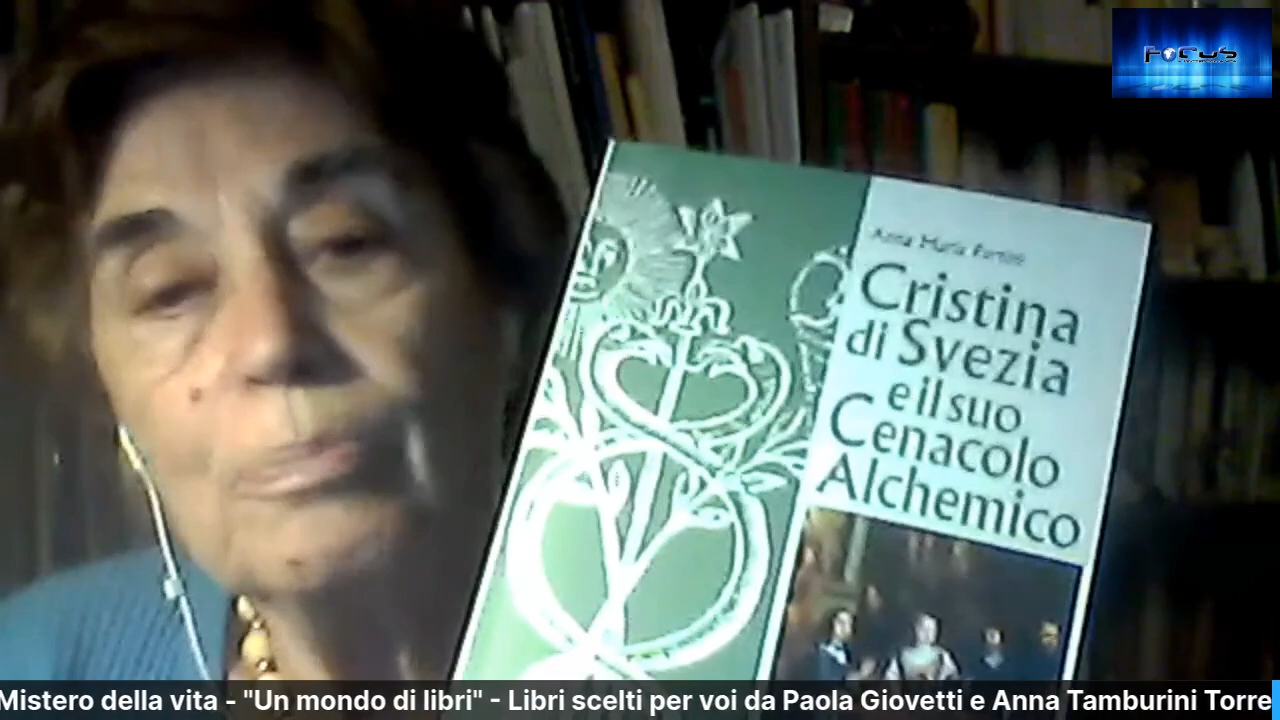 FOCUS
Anna Maria Partini
Cristina
di Svezia
e il suo
Cenacolo
Alchemico
Mistero della vita - "Un mondo di libri" - Libri scelti per voi da Paola Giovetti e Anna Tamburini Torre